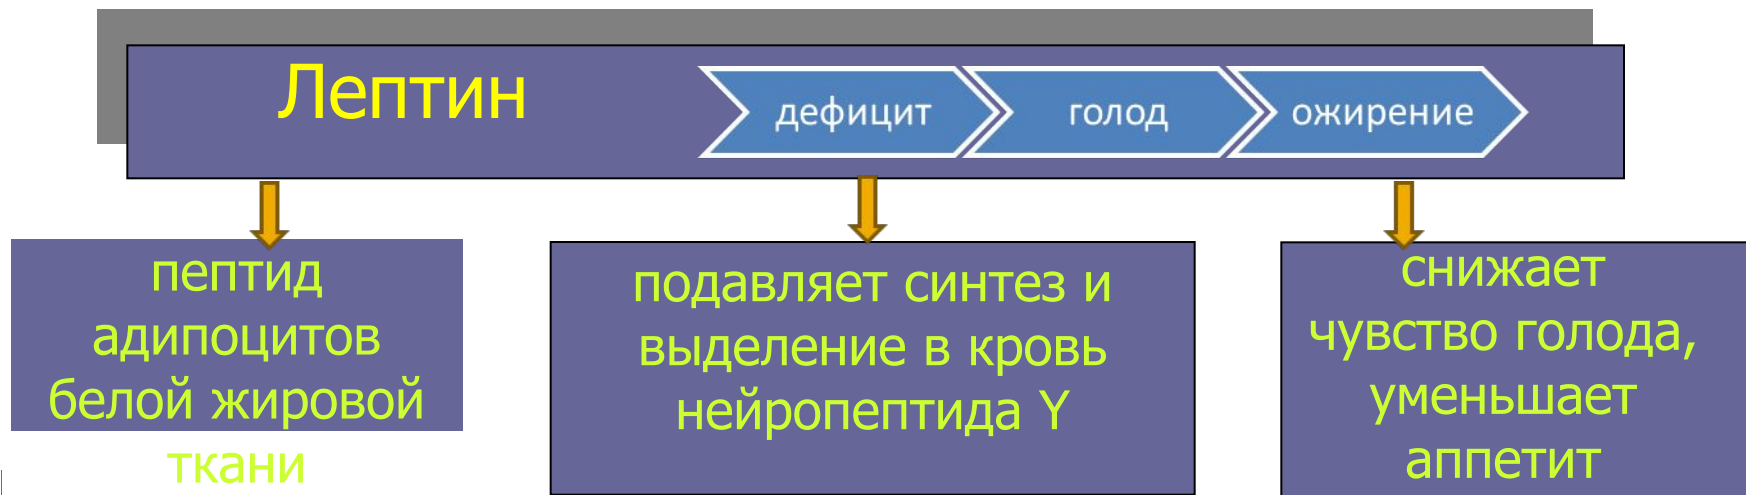 Лептин
дефицит
голод
ожирение
пептид
адипоцитов
белой жировой
ткани
подавляет синтез и
выделение в кровь
нейропептида Y
снижает
чувство голода,
уменьшает
аппетит